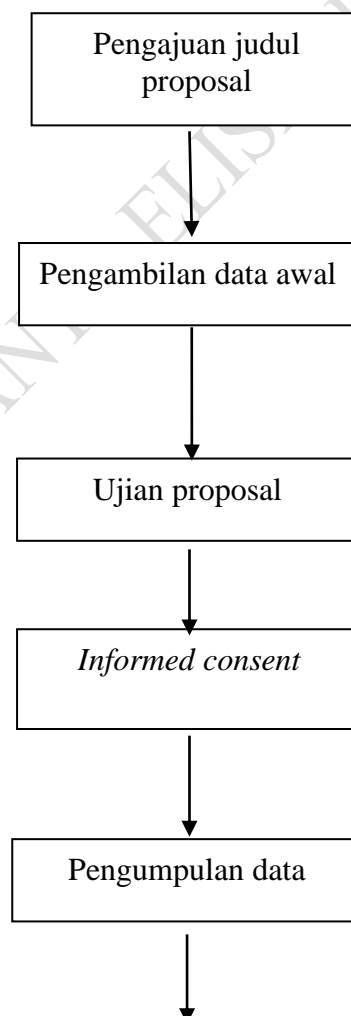 Pengajuan judul
proposal
Pengambilan data awal
Ujian proposal
Informed consent
Pengumpulan data